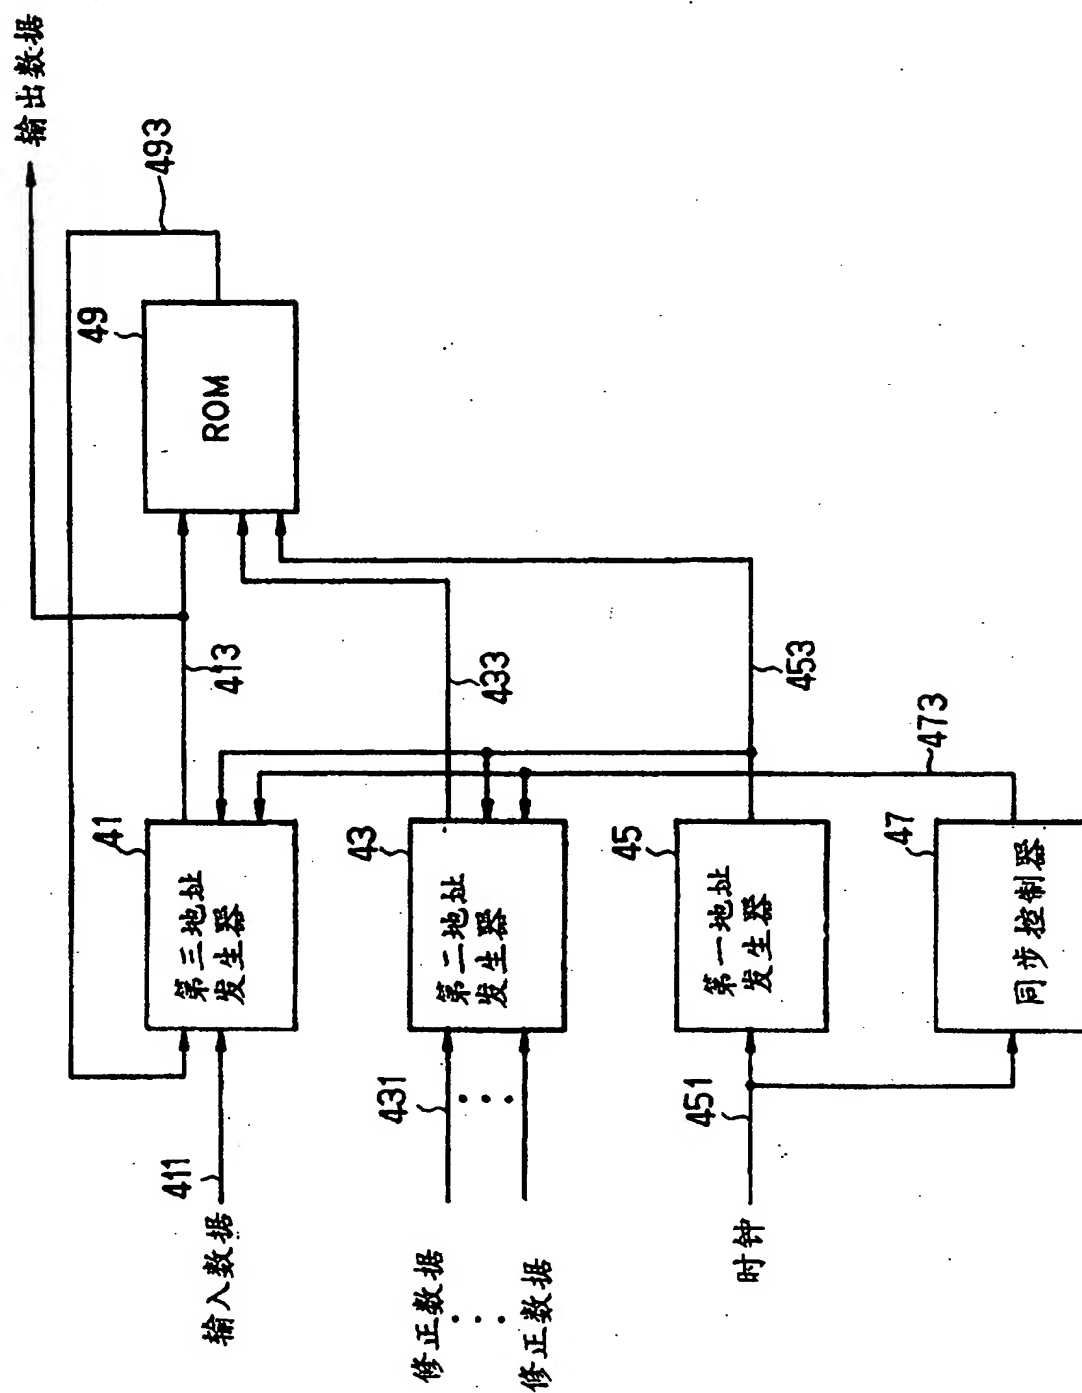 输出数据
493
49
ROM
413
433
453
473
41
第三地址
发生器
43
第二地址
发生器
45
第一地址
发生器
47
同步控制器
411
输入数据
431
修正数据
修正数据
451
时钟